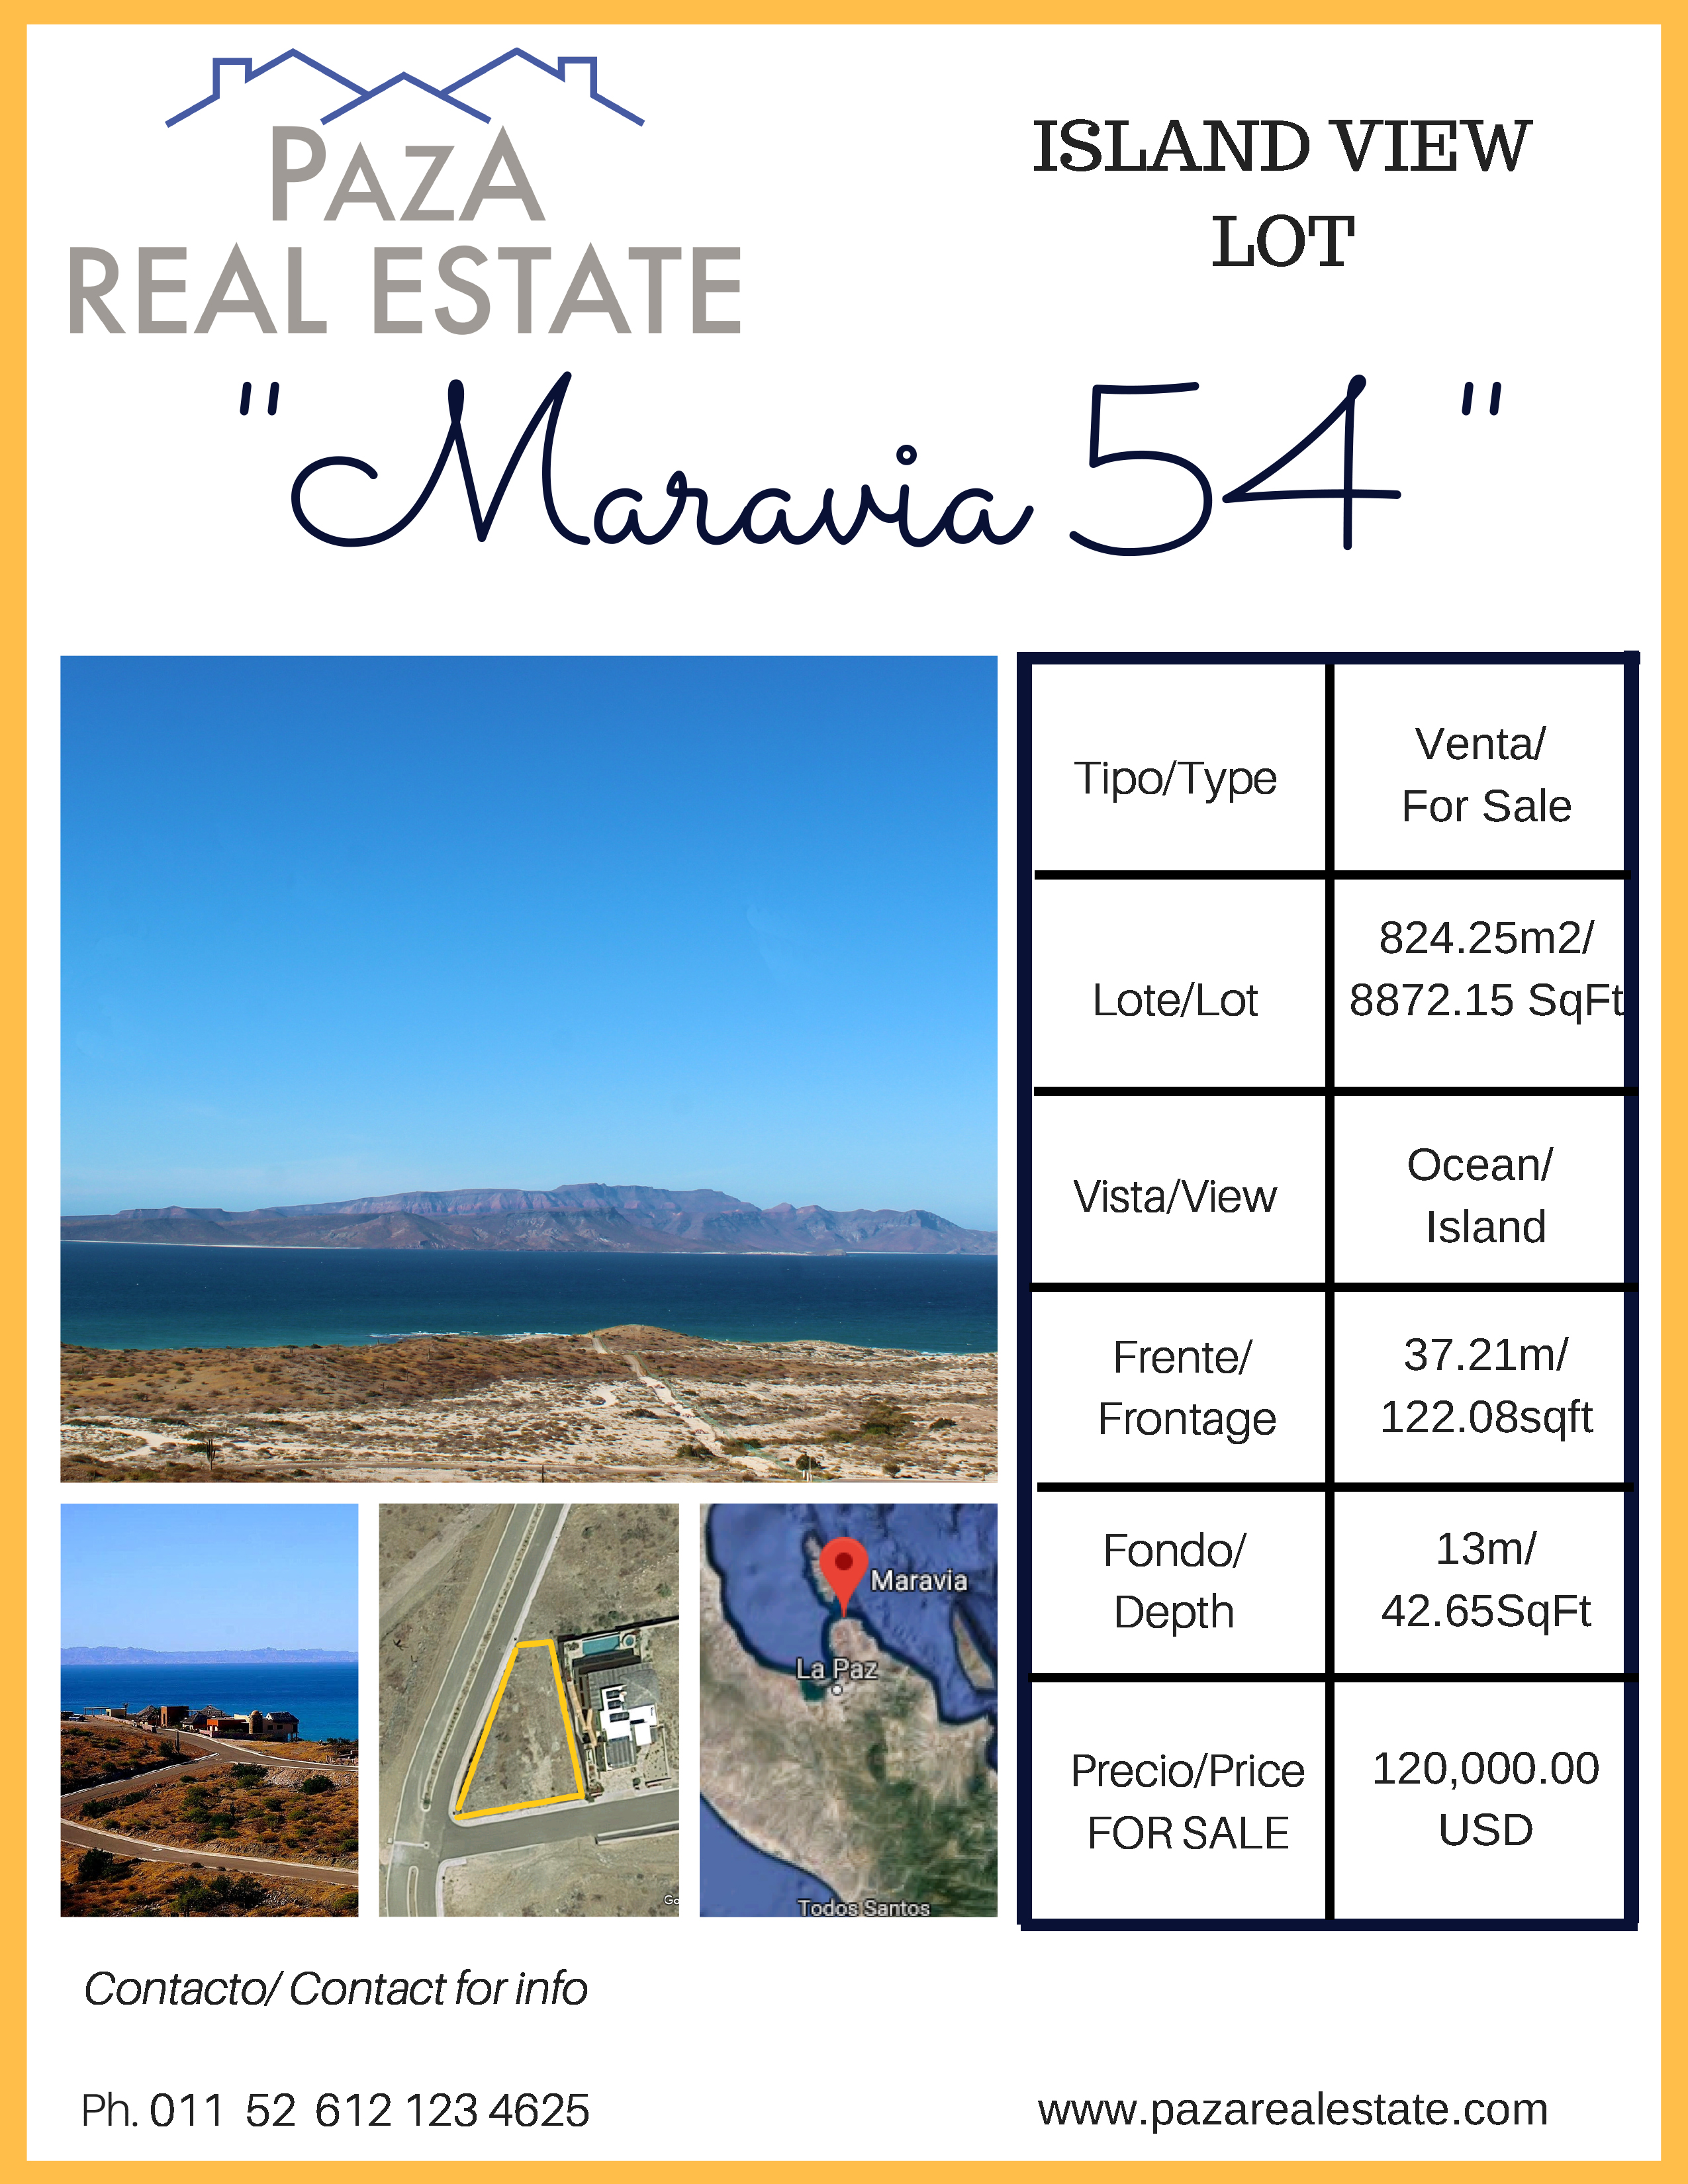 PAZA
REAL ESTATE
ISLAND VIEW
LOT
"Maravia 54"
Tipo/Type
Venta/
For Sale
Lote/Lot
824.25m2/
8872.15 SqFt
Vista/View
Ocean/
Island
Frente/
Frontage
37.21m/
122.08sqft
Fondo/
Depth
13m/
42.65SqFt
Precio/Price
FOR SALE
120,000.00
USD
Maravia
La Paz
Todos Santos
Go
Contacto/ Contact for info
Ph. 011 52 612 123 4625
www.pazarealestate.com